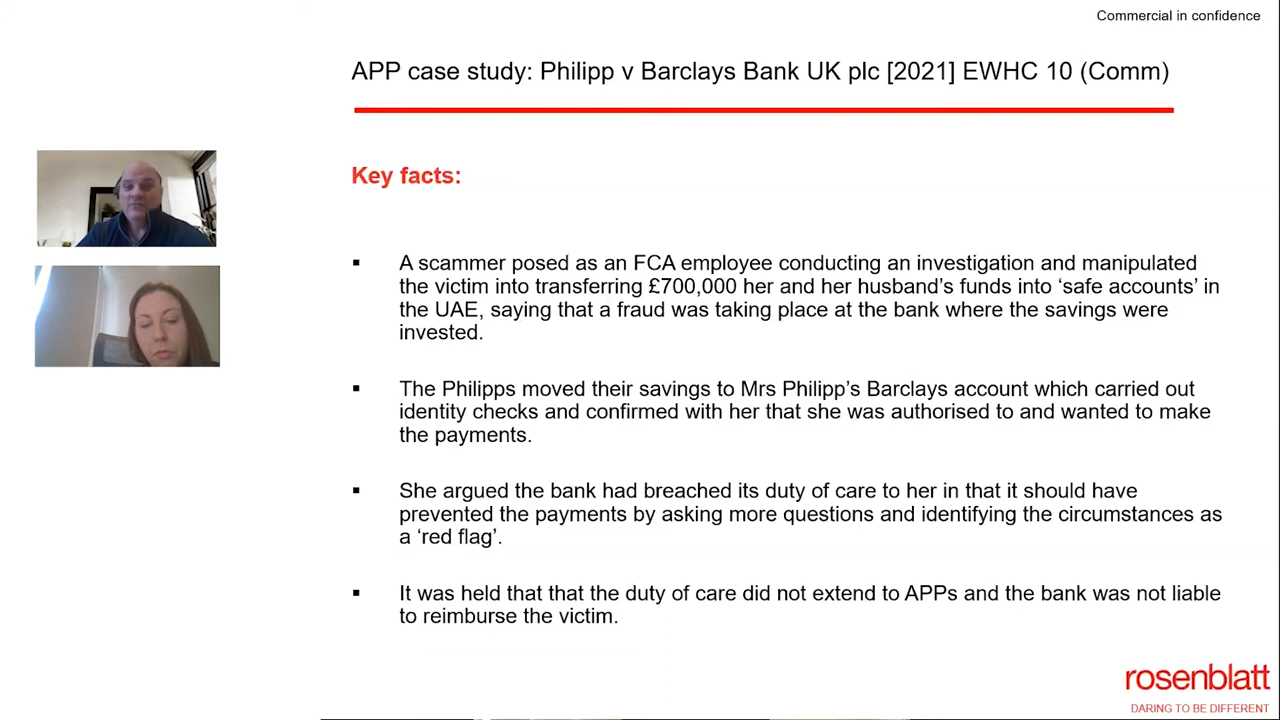 Commercial in confidence
APP case study: Philipp v Barclays Bank UK plc [2021] EWHC 10 (Comm)
Key facts:
▪ A scammer posed as an FCA employee conducting an investigation and manipulated
the victim into transferring £700,000 her and her husband’s funds into ‘safe accounts’ in
the UAE, saying that a fraud was taking place at the bank where the savings were
invested.
▪ The Philipps moved their savings to Mrs Philipp’s Barclays account which carried out
identity checks and confirmed with her that she was authorised to and wanted to make
the payments.
▪ She argued the bank had breached its duty of care to her in that it should have
prevented the payments by asking more questions and identifying the circumstances as
a ‘red flag’.
▪ It was held that that the duty of care did not extend to APPs and the bank was not liable
to reimburse the victim.
rosenblatt
DARING TO BE DIFFERENT